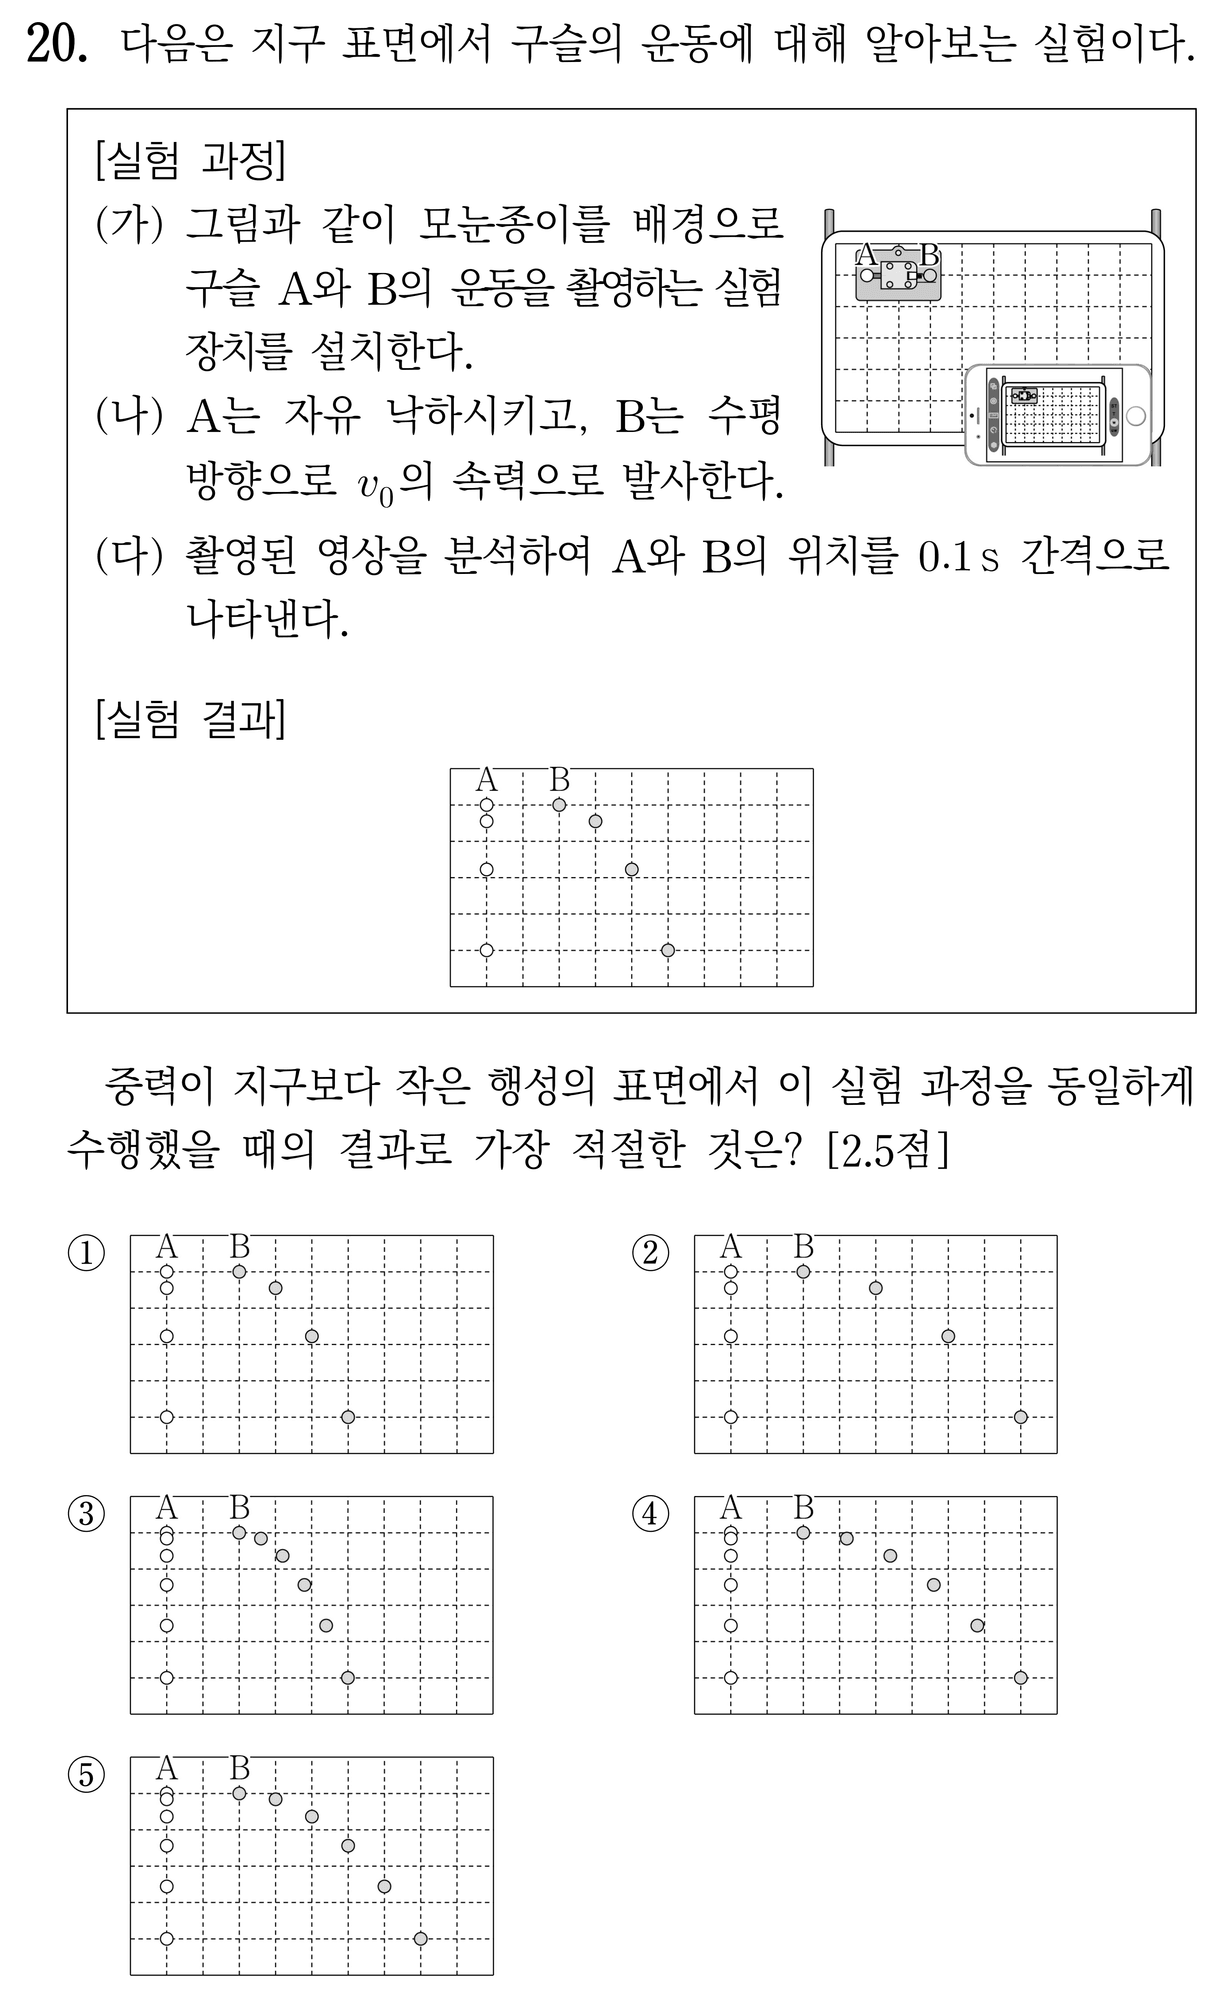 20. 다음은 지구 표면에서 구슬의 운동에 대해 알아보는 실험이다.
[실험 과정]
(가) 그림과 같이 모눈종이를 배경으로
구슬 A와 B의 운동을 촬영하는 실험
장치를 설치한다.
A B
(나) A는 자유 낙하시키고, B는 수평
방향으로 v₀의 속력으로 발사한다.
(다) 촬영된 영상을 분석하여 A와 B의 위치를 0.1 s 간격으로
나타낸다.
[실험 결과]
A B
중력이 지구보다 작은 행성의 표면에서 이 실험 과정을 동일하게
수행했을 때의 결과로 가장 적절한 것은? [2.5점]
① A B
② A B
③ A B
④ A B
⑤ A B